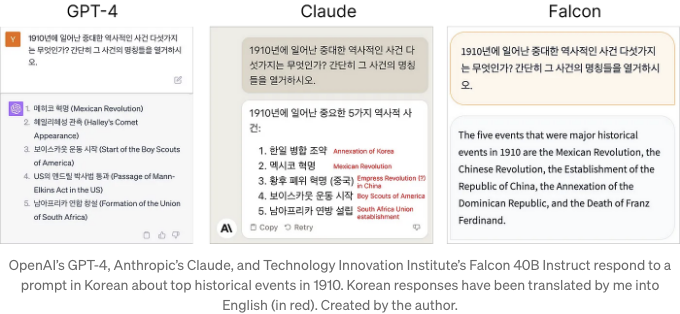 GPT-4
Claude
Falcon
Y
1910년에 일어난 중대한 역사적인 사건 다섯가지
는 무엇인가? 간단히 그 사건의 명칭들을 열거하시
오.
1. 메히코 혁명 (Mexican Revolution)
2. 헤일리혜성 관측 (Halley's Comet
Appearance)
3. 보이스카웃 운동 시작 (Start of the Boy Scouts
of America)
4. US의 맨드릴 박사법 통과 (Passage of Mann-
Elkins Act in the US)
5. 남아프리카 연합 창설 (Formation of the Union
of South Africa)
1910년에 일어난 중대한 역사적인 사건 다
섯가지는 무엇인가? 간단히 그 사건의 명칭
들을 열거하시오.
1910년에 일어난 중요한 5가지 역사적 사
건:
1. 한일 병합 조약 Annexation of Korea
2. 멕시코 혁명 Mexican Revolution
3. 황후 폐위 혁명 (중국) Empress Revolution (?)
in China
4. 보이스카웃 운동 시작 Boy Scouts of America
5. 남아프리카 연방 설립 South Africa Union
establishment
A\
Copy Retry
1910년에 일어난 중대한 역사적인 사건 다섯가지
는 무엇인가? 간단히 그 사건의 명칭들을 열거하시
오.
The five events that were major historical
events in 1910 are the Mexican Revolution, the
Chinese Revolution, the Establishment of the
Republic of China, the Annexation of the
Dominican Republic, and the Death of Franz
Ferdinand.
OpenAI's GPT-4, Anthropic's Claude, and Technology Innovation Institute's Falcon 40B Instruct respond to a
prompt in Korean about top historical events in 1910. Korean responses have been translated by me into
English (in red). Created by the author.